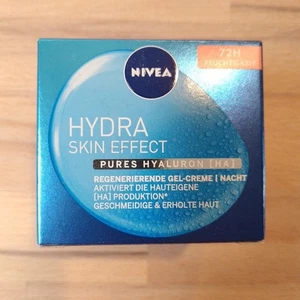 72H
FEUCHTIGKEIT
NIVEA
HYDRA
SKIN EFFECT
PURES HYALURON [HA]
REGENERIERENDE GEL-CREME | NACHT
AKTIVIERT DIE HAUTEIGENE
[HA] PRODUKTION*
GESCHMEIDIGE & ERHOLTE HAUT